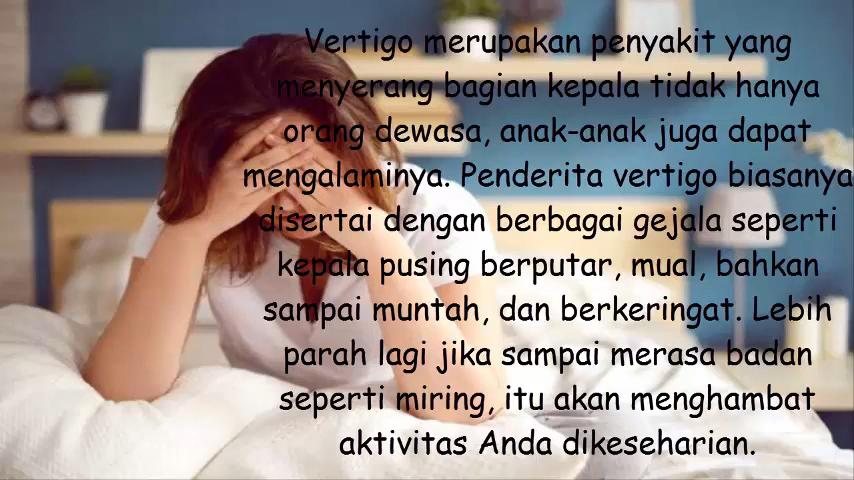 Vertigo merupakan penyakit yang
menyerang bagian kepala tidak hanya
orang dewasa, anak-anak juga dapat
mengalaminya. Penderita vertigo biasanya
disertai dengan berbagai gejala seperti
kepala pusing berputar, mual, bahkan
sampai muntah, dan berkeringat. Lebih
parah lagi jika sampai merasa badan
seperti miring, itu akan menghambat
aktivitas Anda dikeseharian.